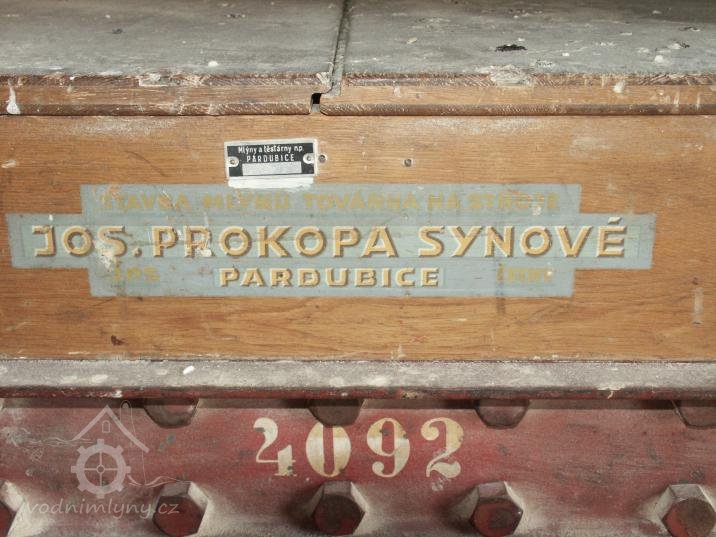 Mlýny a těstárny n.p.
PARDUBICE
STAVBA MLÝNŮ TOVÁRNA NA STROJE
JOS. PROKOPA SYNOVÉ
PARDUBICE
4092
vodnimlyny.cz